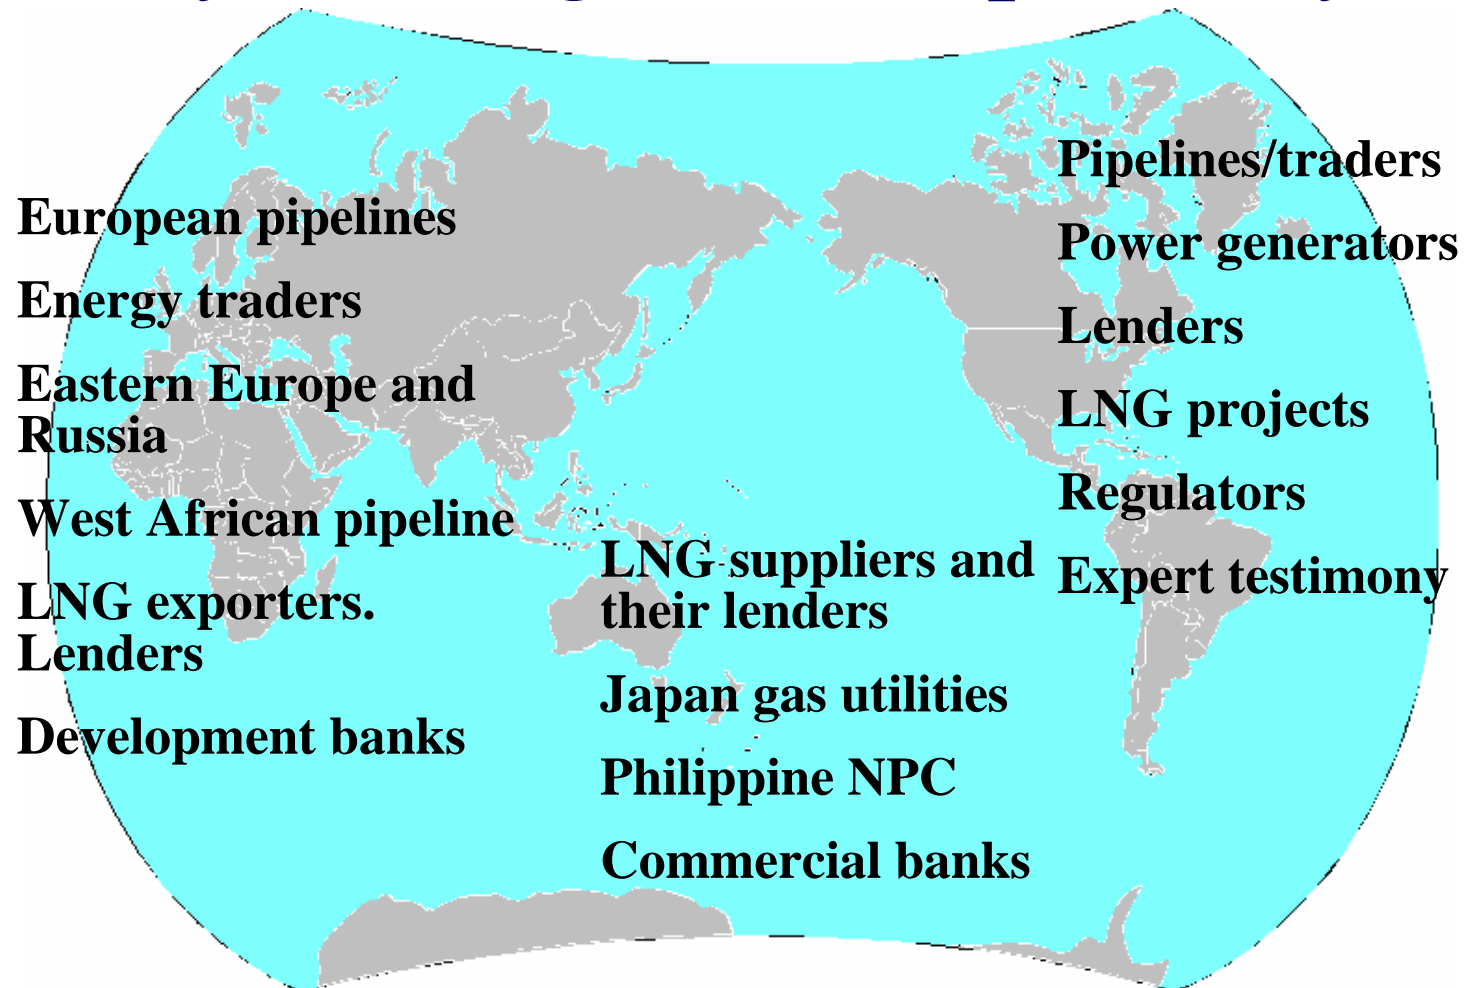 European pipelines
Energy traders
Eastern Europe and
Russia
West African pipeline
LNG exporters.
Lenders
Development banks
LNG suppliers and
their lenders
Japan gas utilities
Philippine NPC
Commercial banks
Pipelines/traders
Power generators
Lenders
LNG projects
Regulators
Expert testimony